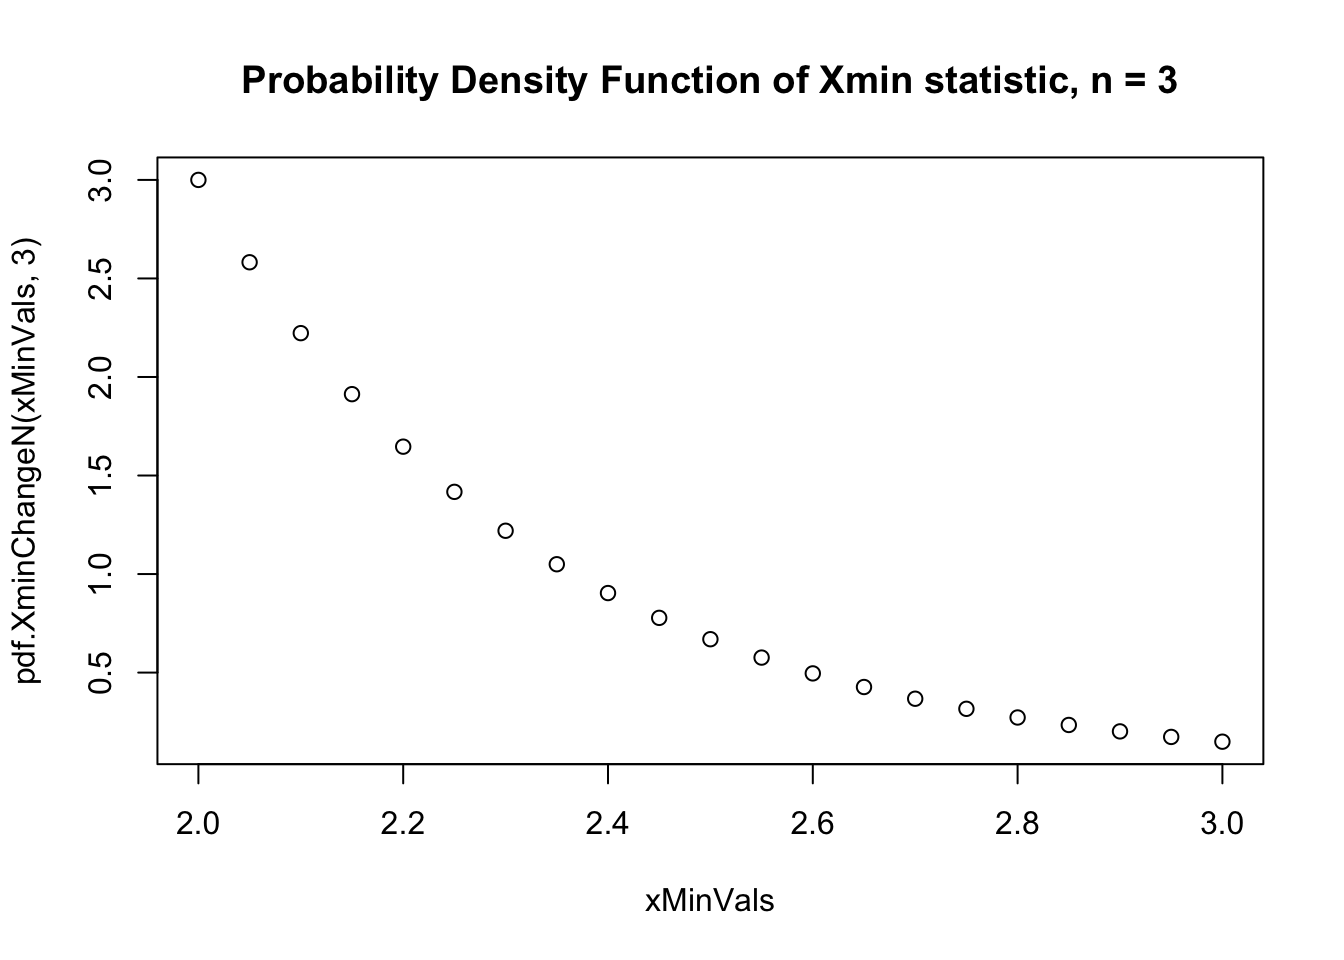 Probability Density Function of Xmin statistic, n = 3
pdf.XminChangeN(xMinVals, 3)
3.0
2.5
2.0
1.5
1.0
0.5
2.0 2.2 2.4 2.6 2.8 3.0
xMinVals